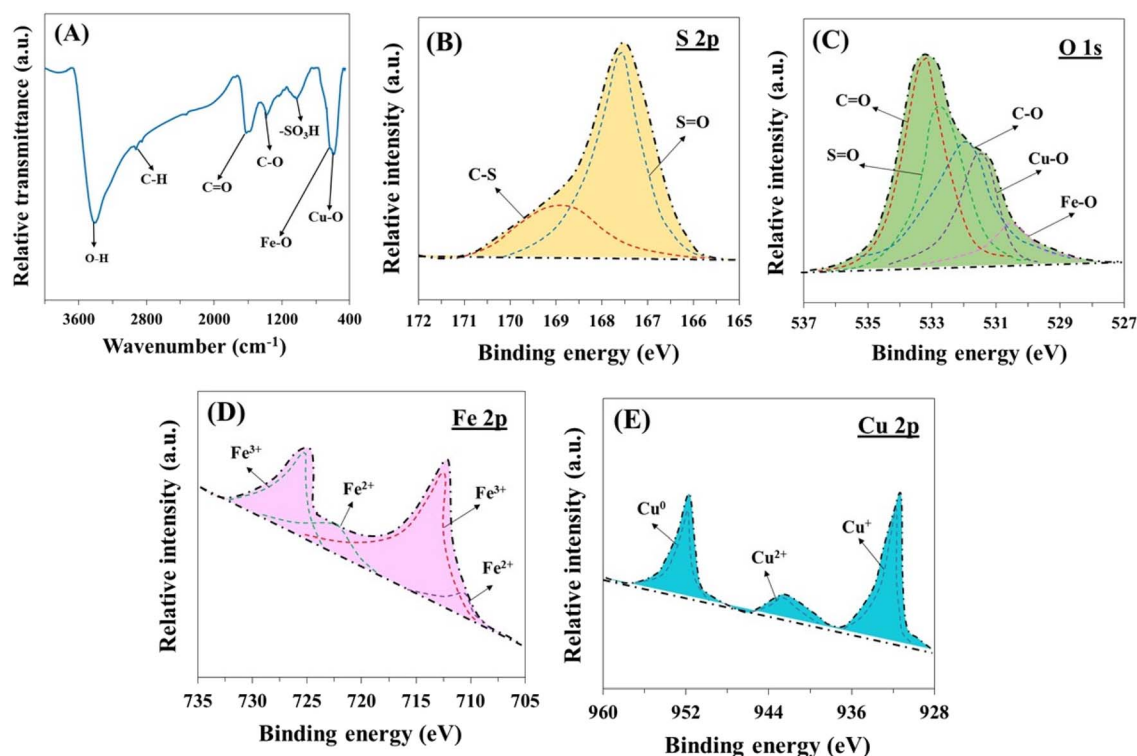 (A)
Relative transmittance (a.u.)
O-H
C-H
C=O
C-O
-SO₃H
Fe-O
Cu-O
3600 2800 2000 1200 400
Wavenumber (cm⁻¹)
(B)
S 2p
Relative intensity (a.u.)
C-S
S=O
172 171 170 169 168 167 166 165
Binding energy (eV)
(C)
O 1s
Relative intensity (a.u.)
C=O
S=O
C-O
Cu-O
Fe-O
537 535 533 531 529 527
Binding energy (eV)
(D)
Fe 2p
Relative intensity (a.u.)
Fe³⁺
Fe²⁺
Fe³⁺
Fe²⁺
735 730 725 720 715 710 705
Binding energy (eV)
(E)
Cu 2p
Relative intensity (a.u.)
Cu⁰
Cu²⁺
Cu⁺
960 952 944 936 928
Binding energy (eV)